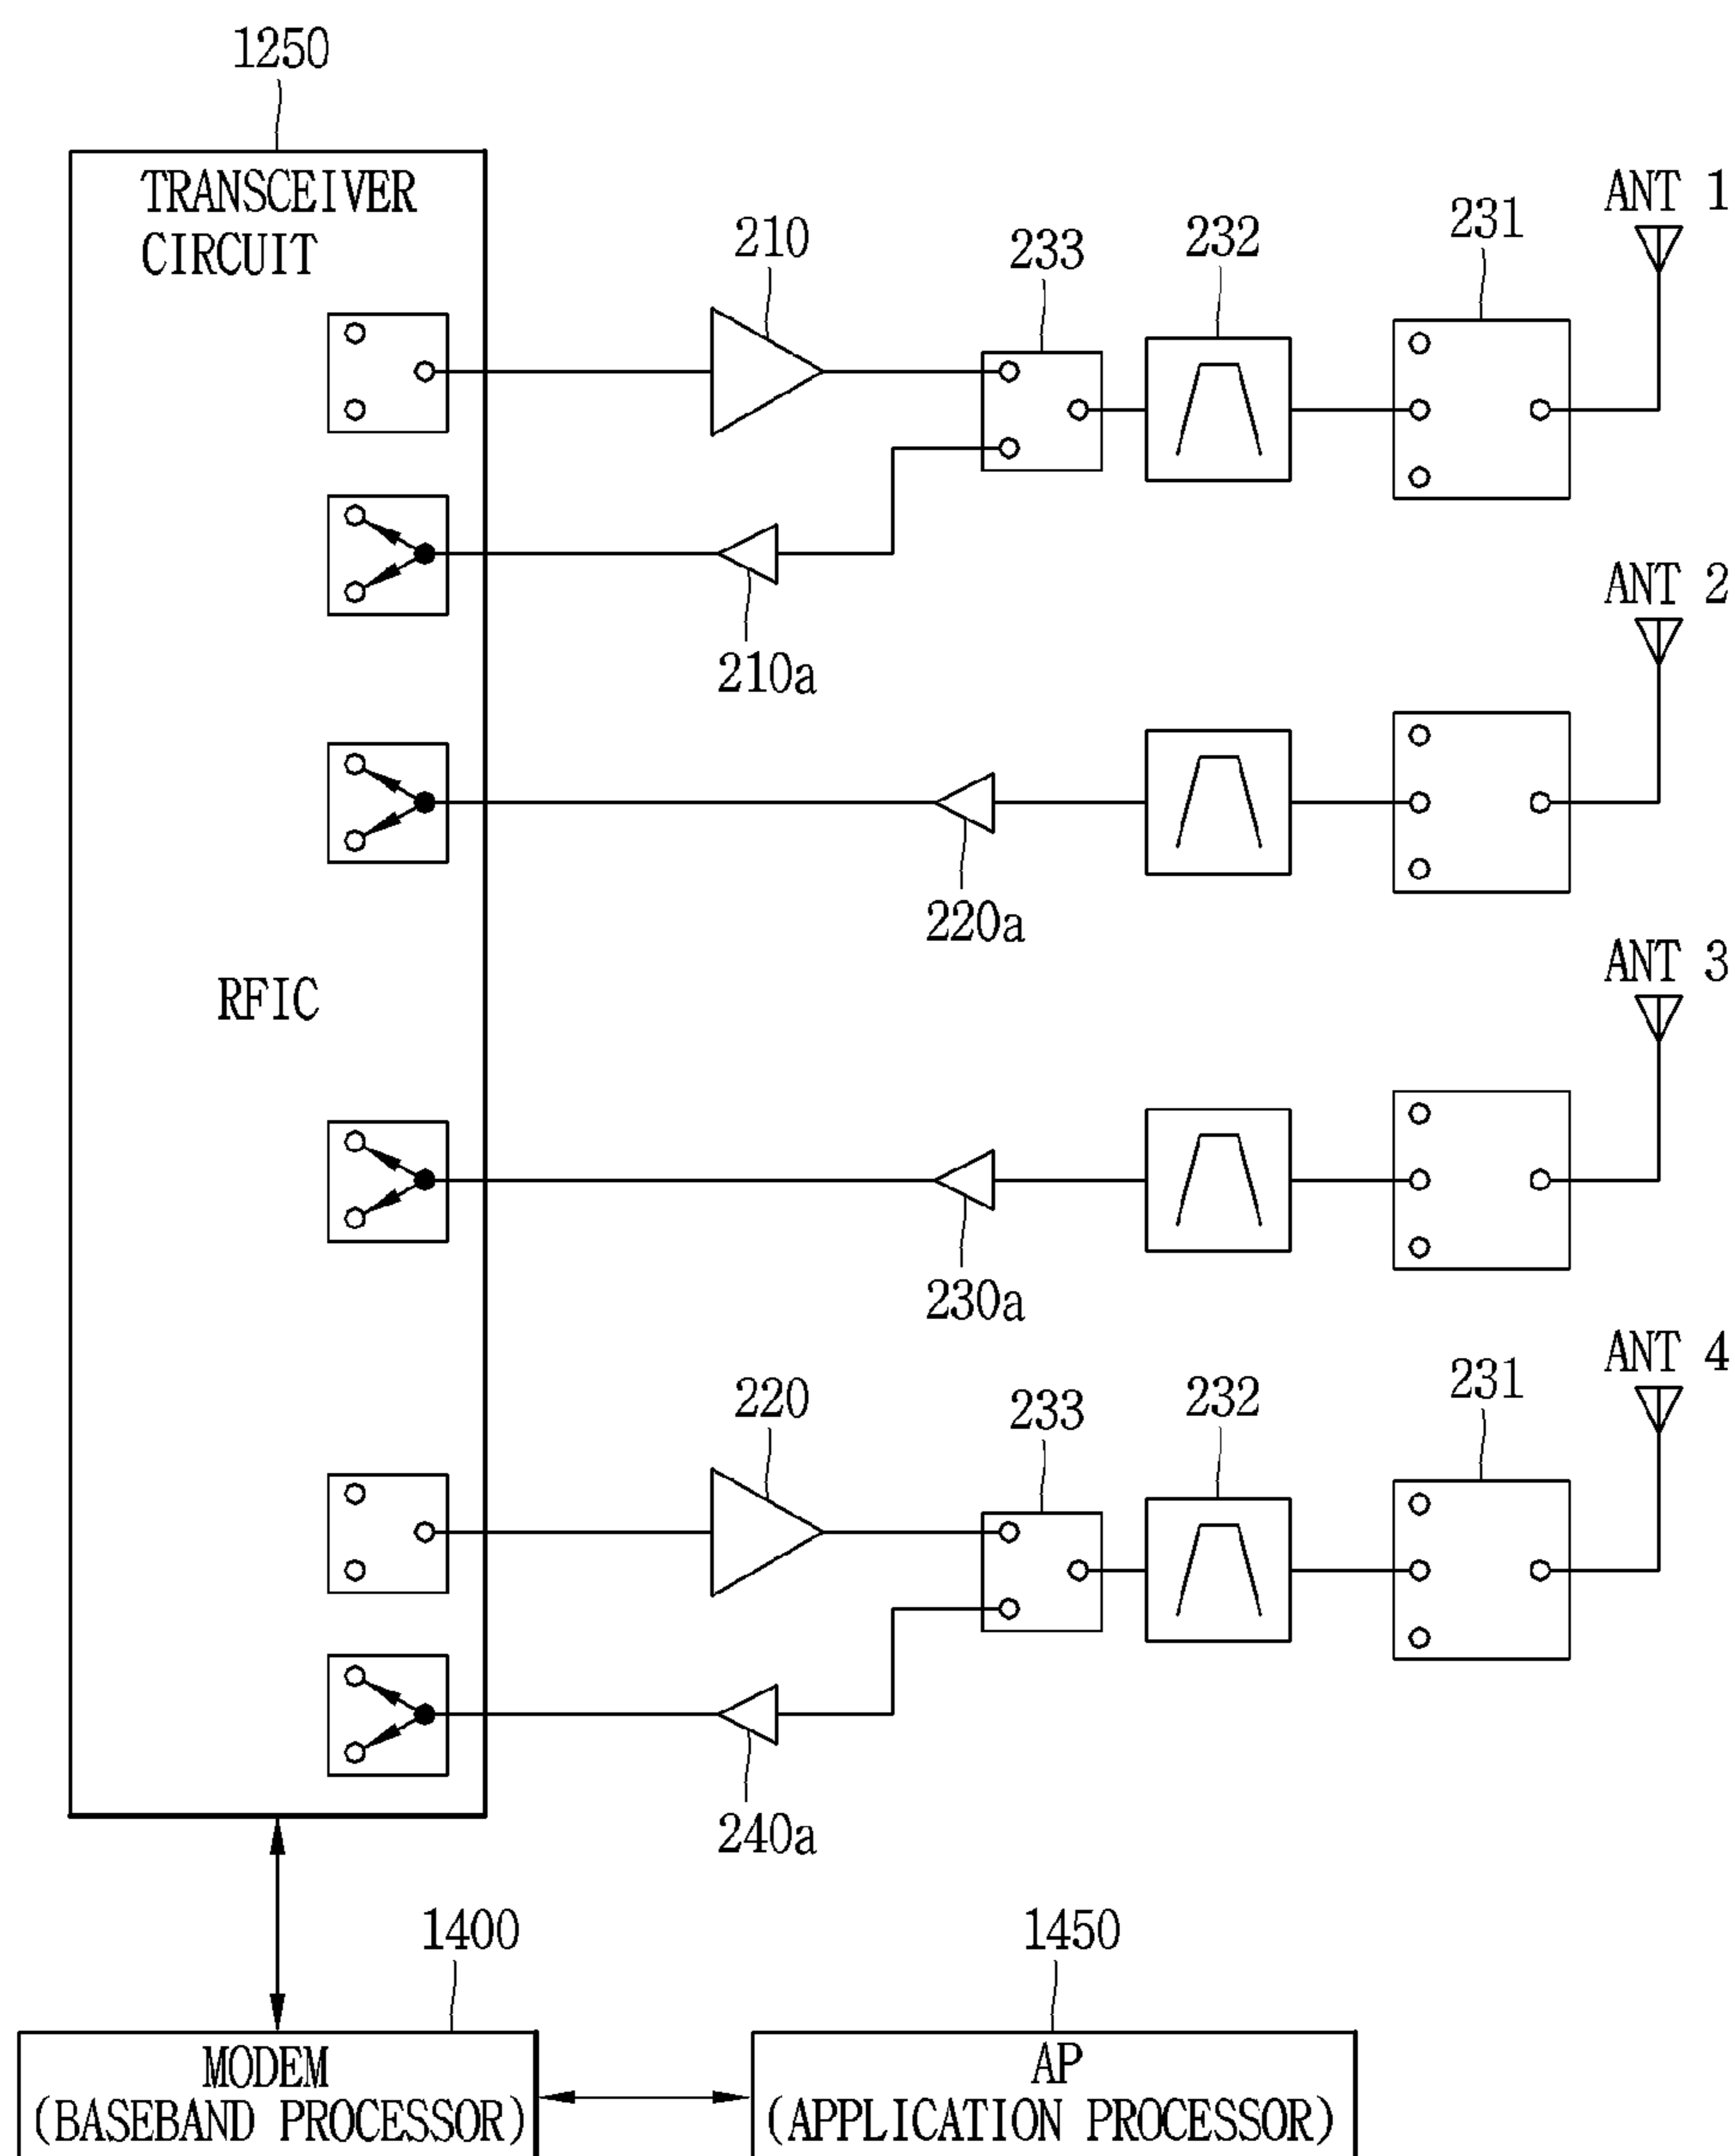 1250
TRANSCEIVER
CIRCUIT
RFIC
210
233
232
231
ANT 1
210a
ANT 2
220a
ANT 3
230a
ANT 4
220
233
232
231
240a
1400
1450
MODEM
(BASEBAND PROCESSOR)
AP
(APPLICATION PROCESSOR)